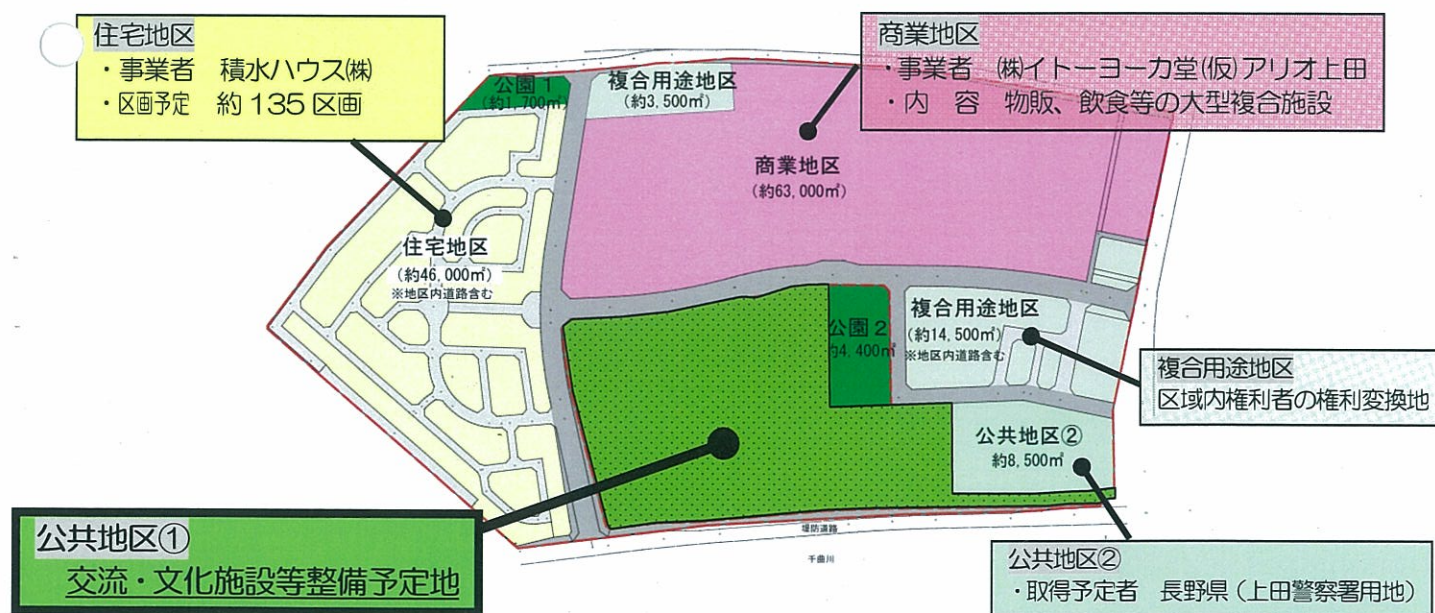 住宅地区
・事業者 積水ハウス㈱
・区画予定 約135区画
商業地区
・事業者 ㈱イトーヨーカ堂(仮)アリオ上田
・内 容 物販、飲食等の大型複合施設
公園1
(約1,700㎡)
複合用途地区
(約3,500㎡)
商業地区
(約63,000㎡)
住宅地区
(約46,000㎡)
※地区内道路含む
公園2
約4,400㎡
複合用途地区
(約14,500㎡)
※地区内道路含む
複合用途地区
区域内権利者の権利変換地
公共地区②
約8,500㎡
公共地区①
交流・文化施設等整備予定地
堤防道路
千曲川
公共地区②
・取得予定者 長野県(上田警察署用地)